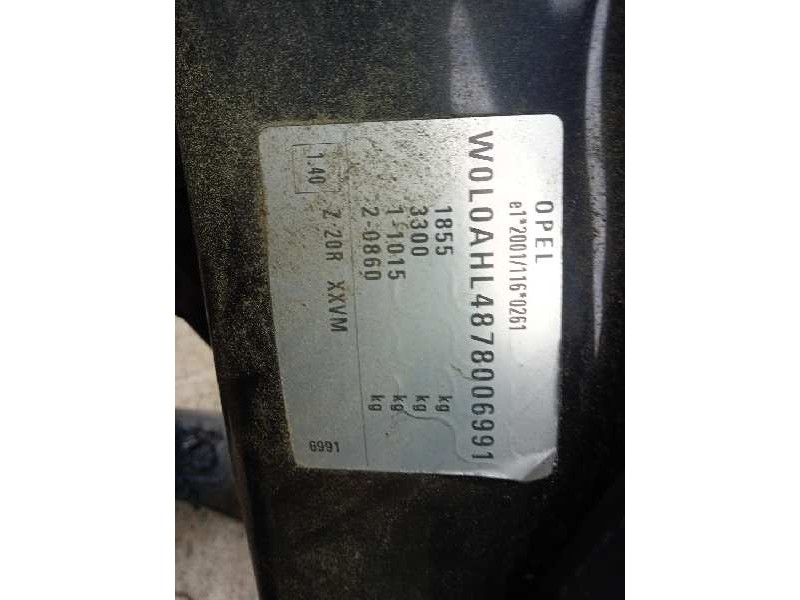 OPEL
e1*2001/116*0261
W0L0AHL4878006991
1855 kg
3300 kg
1-1015 kg
2-0860 kg
1.40 Z 20R XXVM 6991